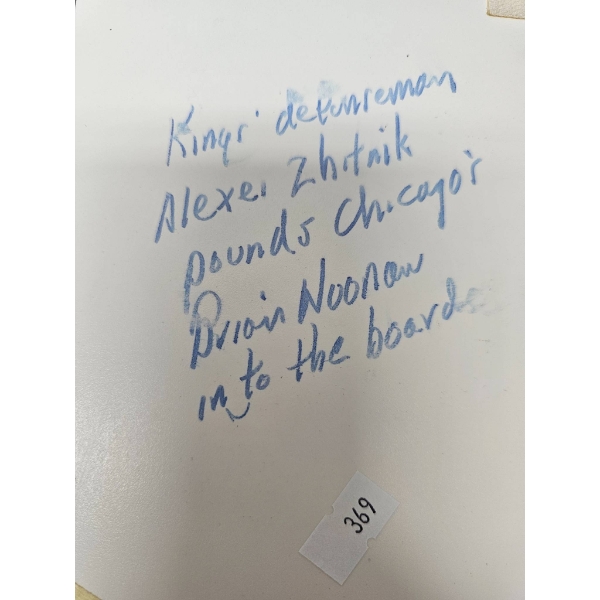 Kings' defenseman
Alexei Zhitnik
pounds Chicago's
Brian Noonan
into the boards
369